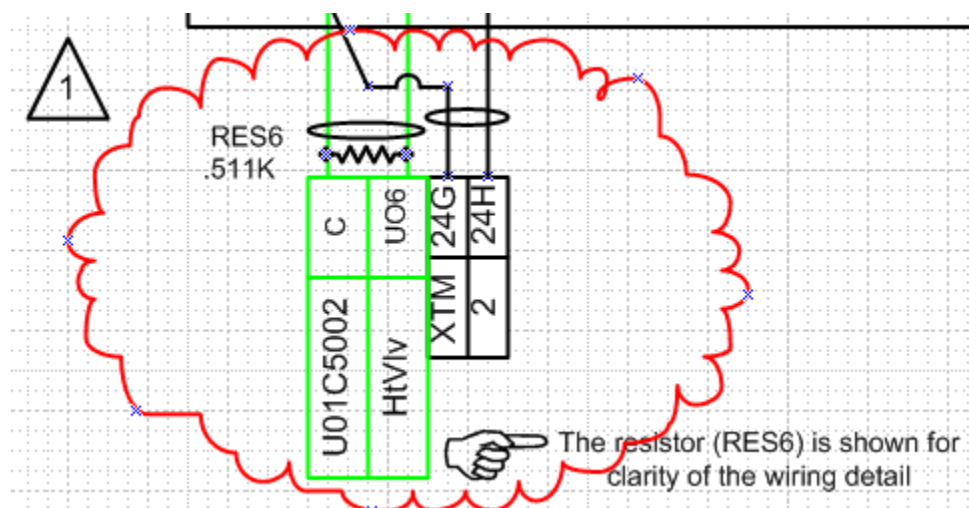 1
RES6
.511K
C
UO6
24G
24H
U01C5002
HtVlv
XTM
2
The resistor (RES6) is shown for
clarity of the wiring detail